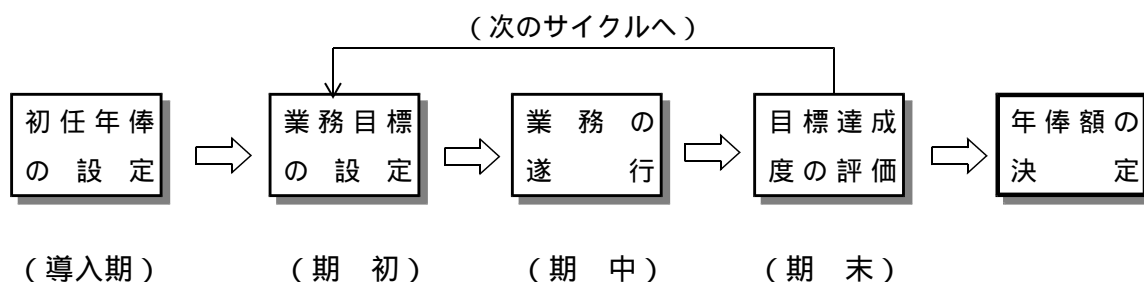 (次のサイクルへ)
初任年俸
の設定
業務目標
の設定
業務の
遂行
目標達成
度の評価
年俸額の
決定
(導入期)
(期 初)
(期 中)
(期 末)